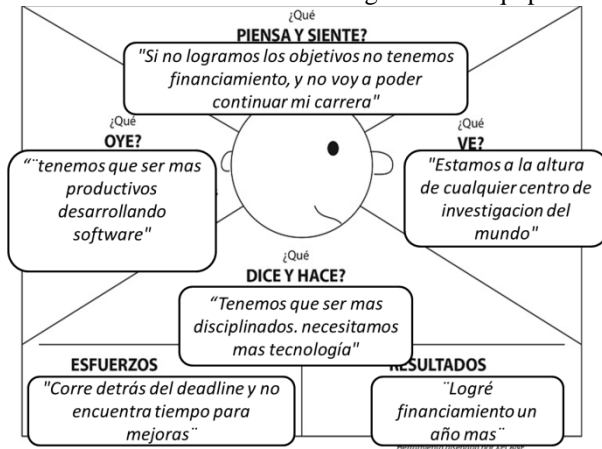 ¿Qué
PIENSA Y SIENTE?
"Si no logramos los objetivos no tenemos
financiamiento, y no voy a poder
continuar mi carrera"
¿Qué
OYE?
“¨tenemos que ser mas
productivos
desarrollando
software"
¿Qué
VE?
"Estamos a la altura
de cualquier centro de
investigacion del
mundo"
¿Qué
DICE Y HACE?
“Tenemos que ser mas
disciplinados. necesitamos
mas tecnología"
ESFUERZOS
"Corre detrás del deadline y no
encuentra tiempo para
mejoras¨
RESULTADOS
¨Logré
financiamiento un
año mas¨